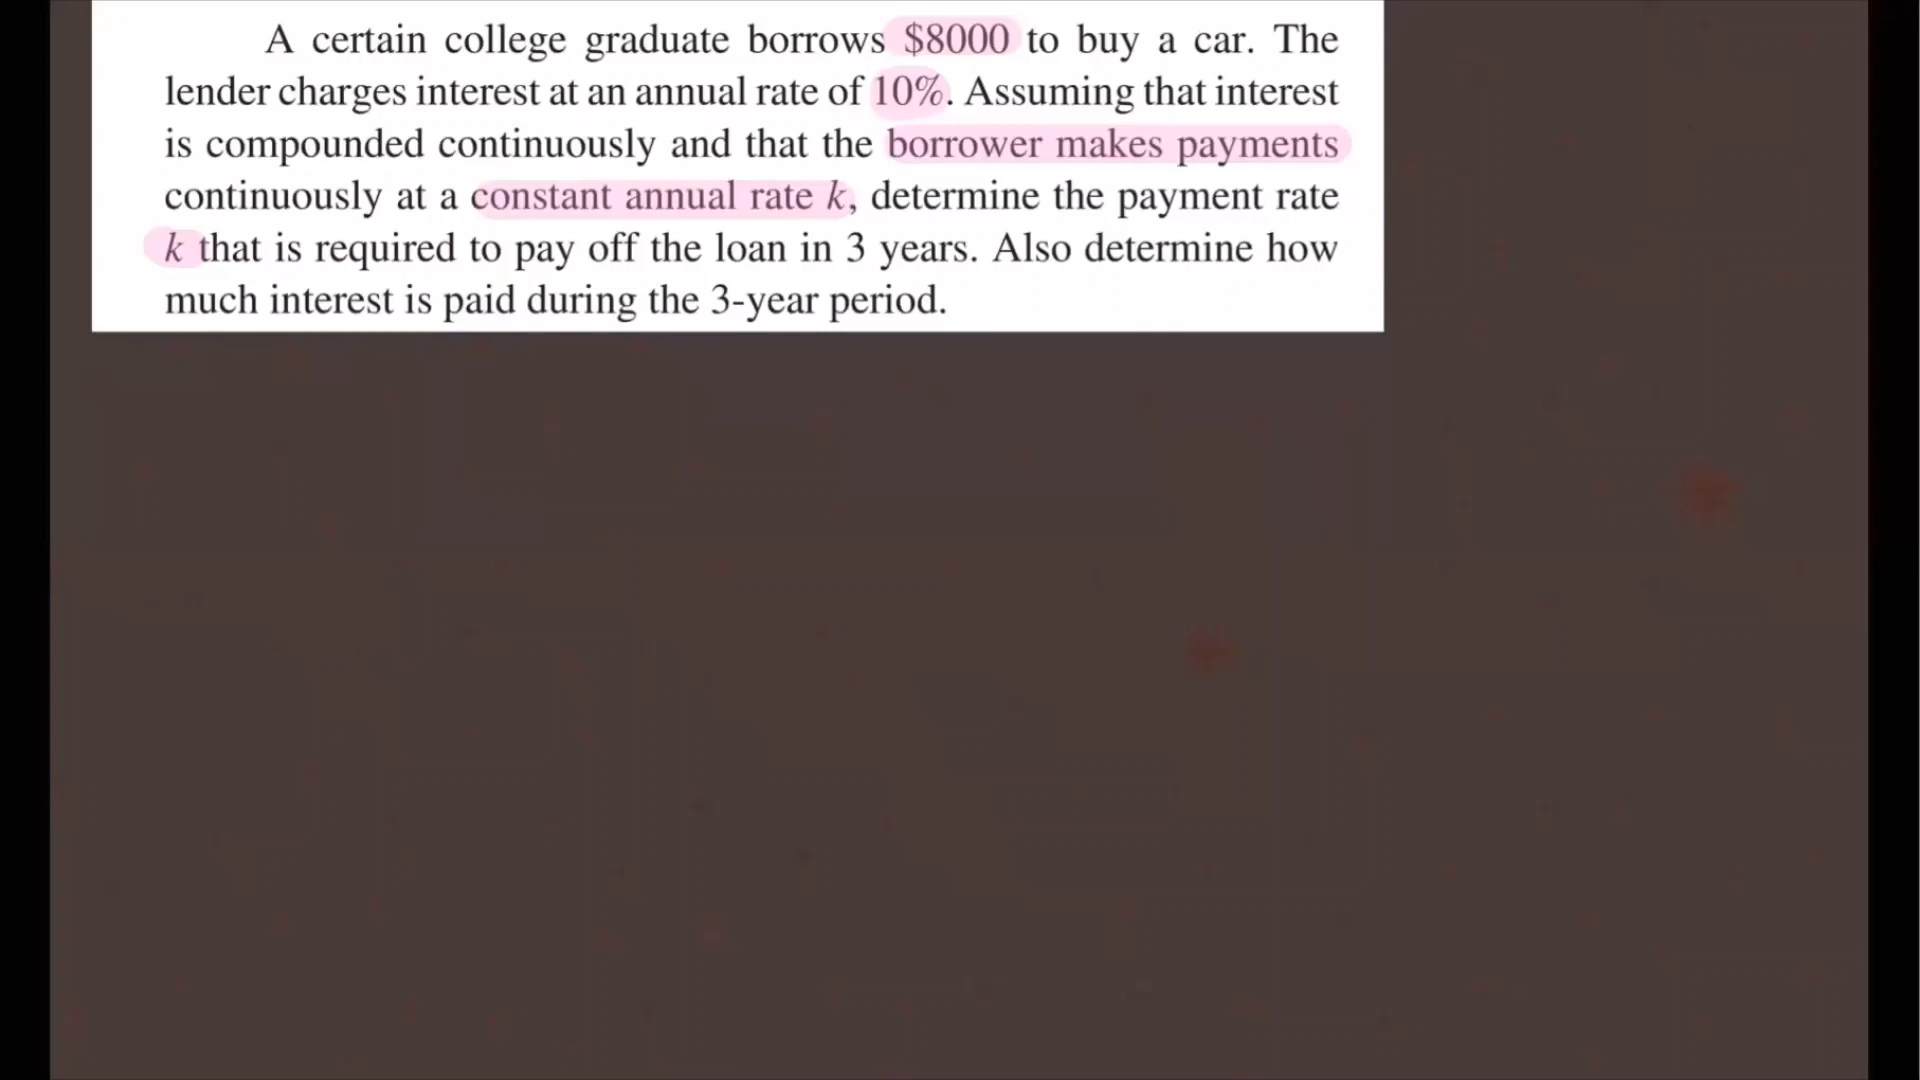 A certain college graduate borrows $8000 to buy a car. The
lender charges interest at an annual rate of 10%. Assuming that interest
is compounded continuously and that the borrower makes payments
continuously at a constant annual rate k, determine the payment rate
k that is required to pay off the loan in 3 years. Also determine how
much interest is paid during the 3-year period.